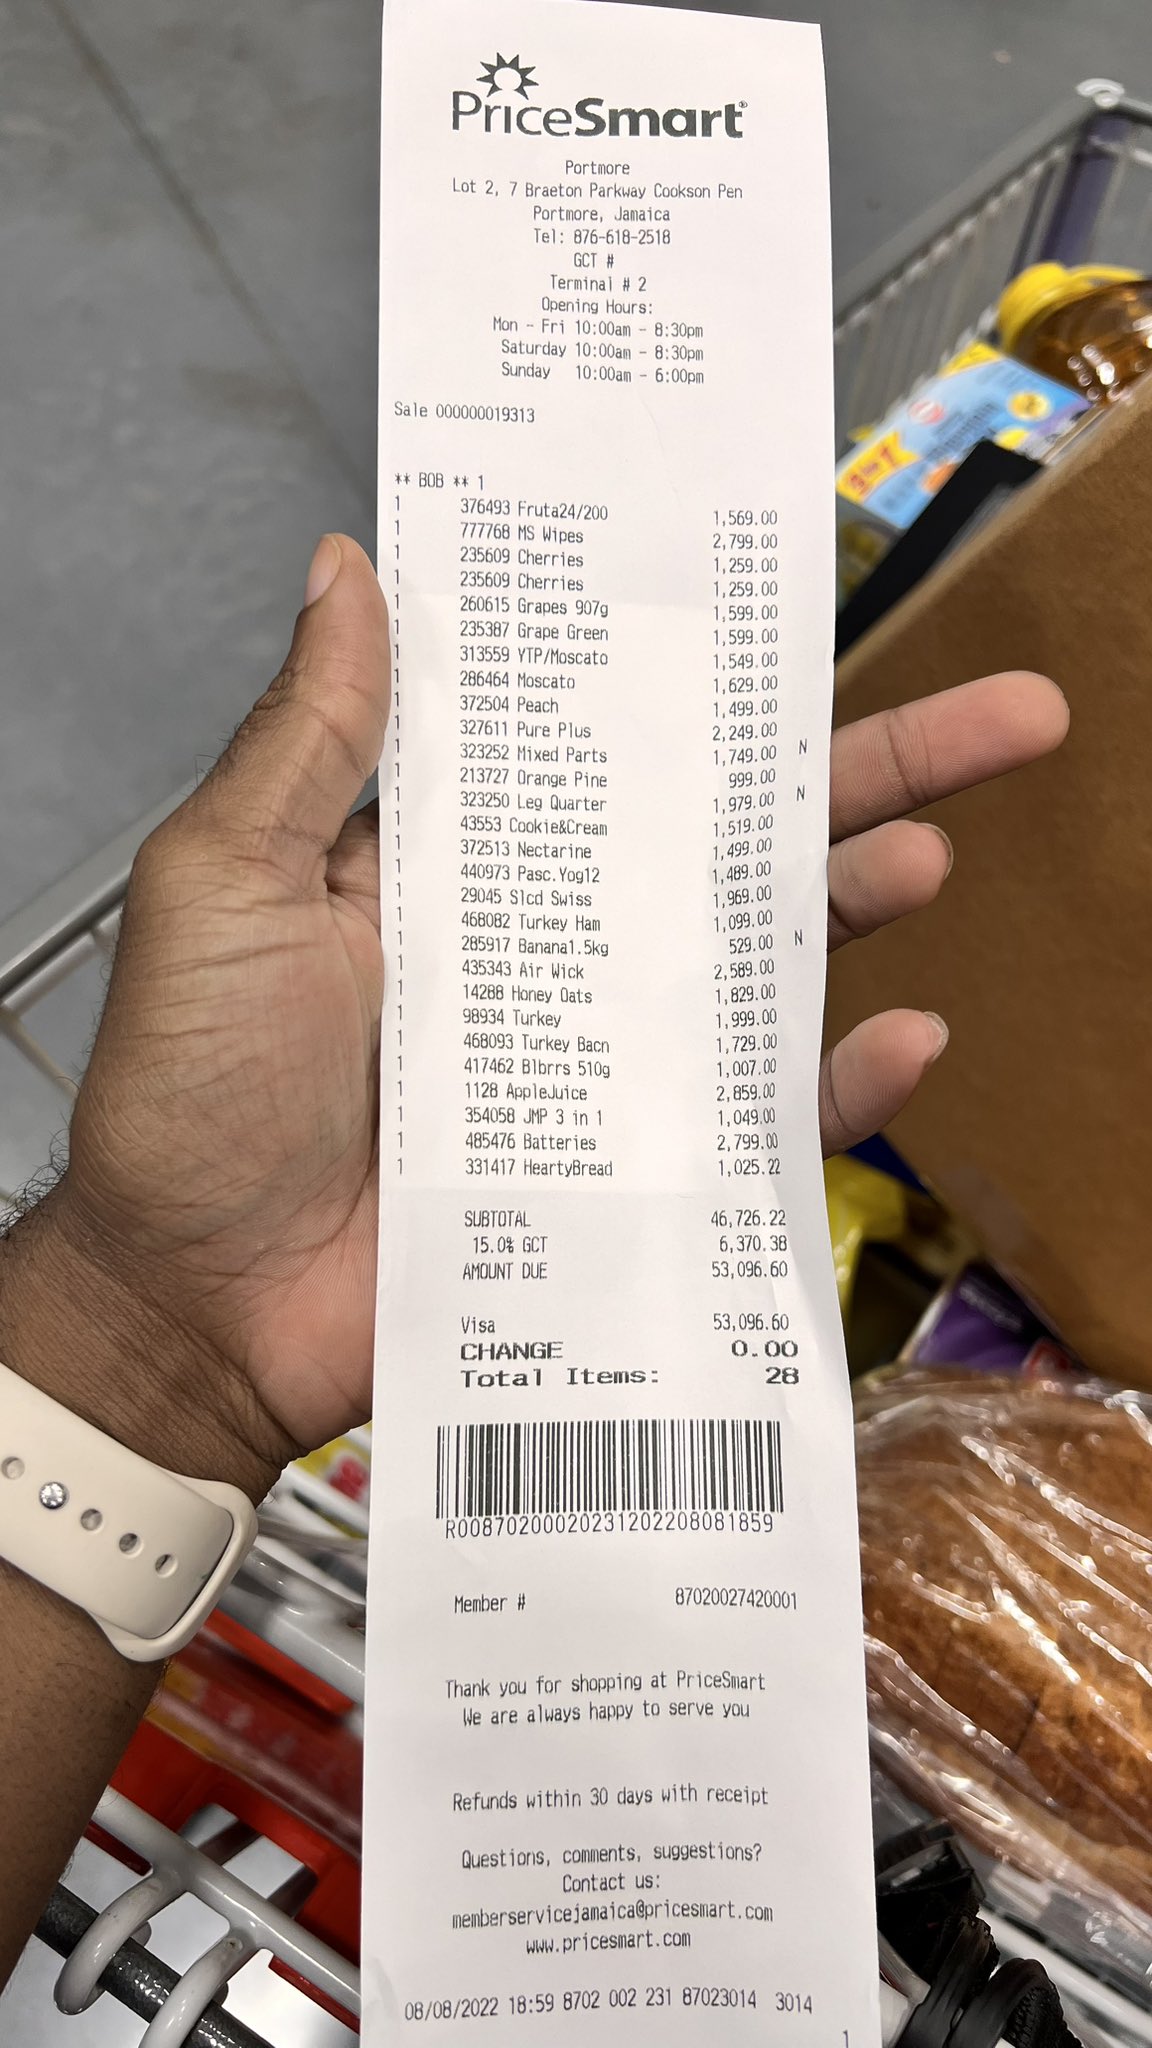 PriceSmart®
Portmore
Lot 2, 7 Braeton Parkway Cookson Pen
Portmore, Jamaica
Tel: 876-618-2518
GCT #
Terminal # 2
Opening Hours:
Mon - Fri 10:00am - 8:30pm
Saturday 10:00am - 8:30pm
Sunday 10:00am - 6:00pm
Sale 000000019313
** BOB ** 1
1 376493 Fruta24/200 1,569.00
1 777768 MS Wipes 2,799.00
1 235609 Cherries 1,259.00
1 235609 Cherries 1,259.00
1 260615 Grapes 907g 1,599.00
1 235387 Grape Green 1,599.00
1 313559 YTP/Moscato 1,549.00
1 286464 Moscato 1,629.00
1 372504 Peach 1,499.00
1 327611 Pure Plus 2,249.00
1 323252 Mixed Parts 1,749.00 N
1 213727 Orange Pine 999.00
1 323250 Leg Quarter 1,979.00 N
1 43553 Cookie&Cream 1,519.00
1 372513 Nectarine 1,499.00
1 440973 Pasc.Yog12 1,489.00
1 29045 Slcd Swiss 1,969.00
1 468082 Turkey Ham 1,099.00
1 285917 Banana1.5kg 529.00 N
1 435343 Air Wick 2,589.00
1 14288 Honey Oats 1,829.00
1 98934 Turkey 1,999.00
1 468093 Turkey Bacn 1,729.00
1 417462 Blbrrs 510g 1,007.00
1 1128 AppleJuice 2,859.00
1 354058 JMP 3 in 1 1,049.00
1 485476 Batteries 2,799.00
1 331417 HeartyBread 1,025.22
SUBTOTAL 46,726.22
15.0% GCT 6,370.38
AMOUNT DUE 53,096.60
Visa 53,096.60
CHANGE 0.00
Total Items: 28
R008702000202312022080818​59
Member # 87020027420001
Thank you for shopping at PriceSmart
We are always happy to serve you
Refunds within 30 days with receipt
Questions, comments, suggestions?
Contact us:
memberservicejamaica@pricesmart.com
www.pricesmart.com
08/08/2022 18:59 8702 002 231 87023014 3014
1